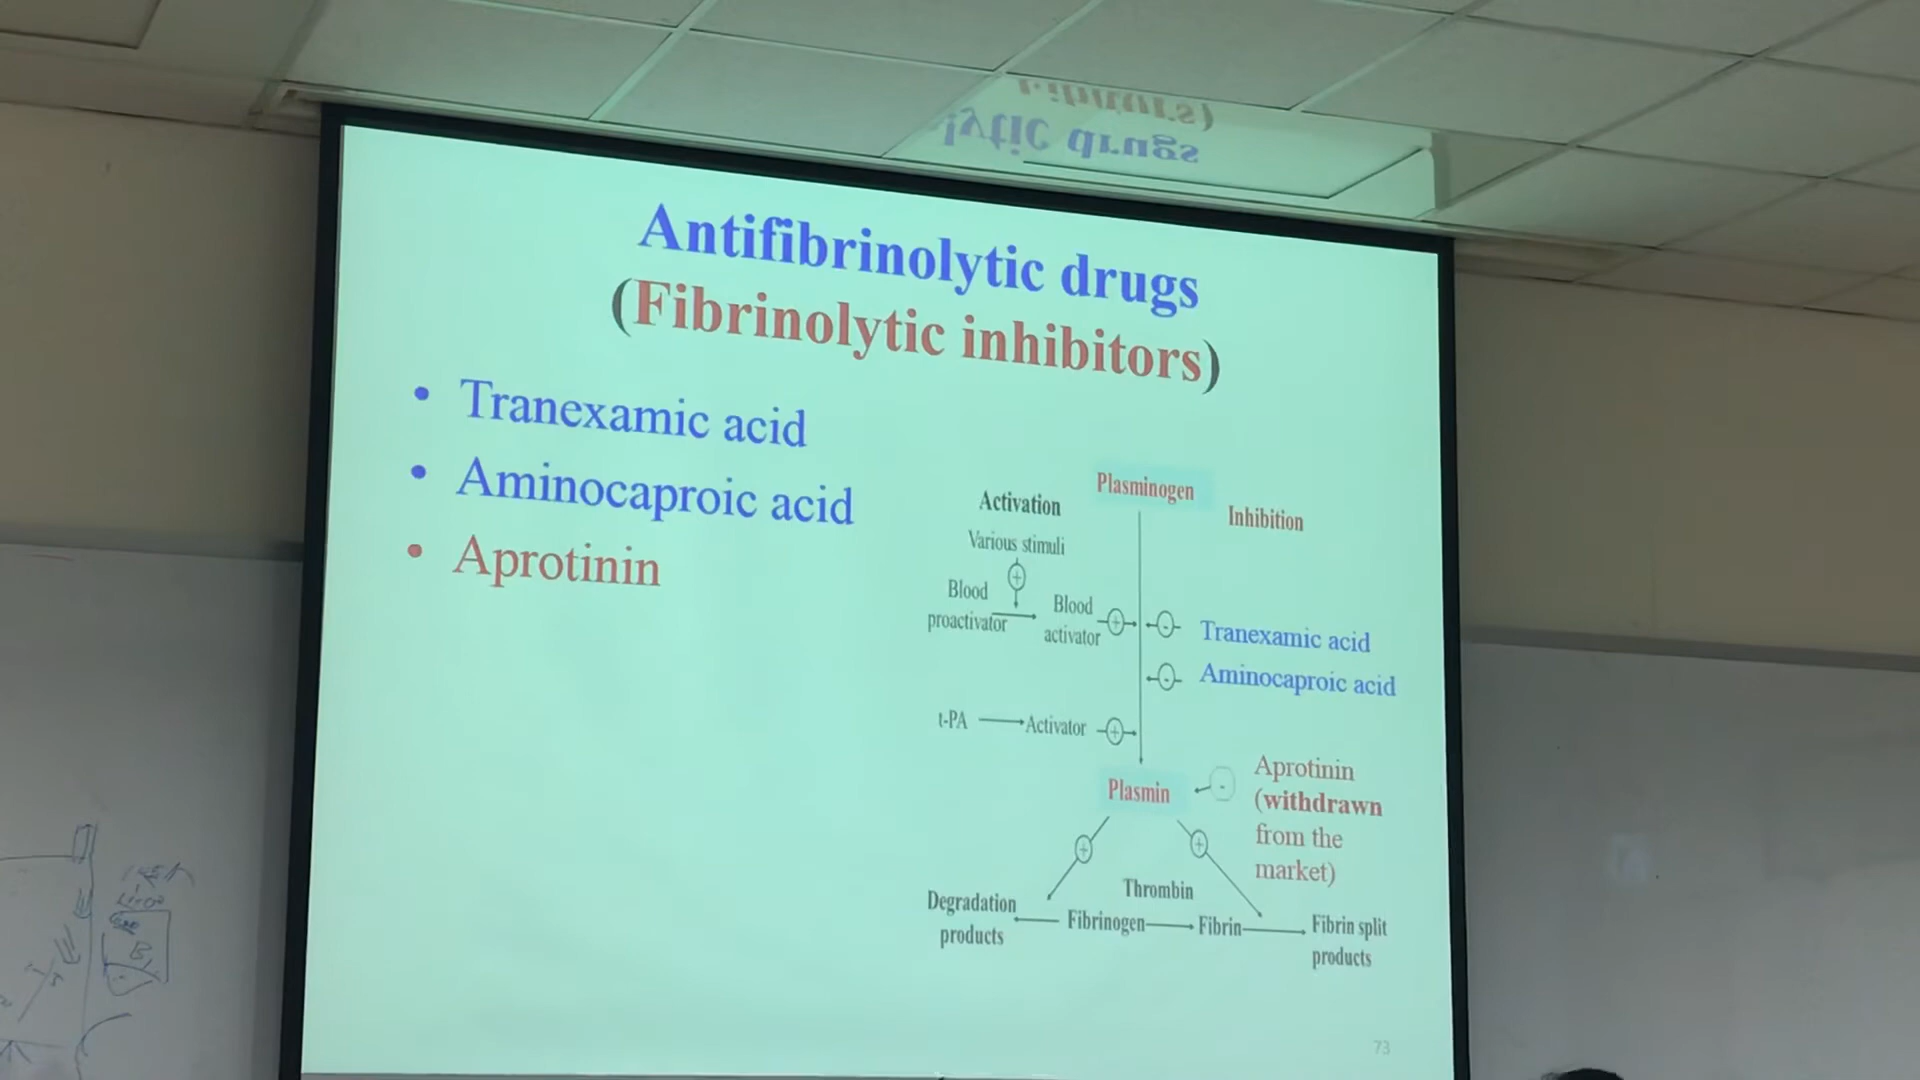 Antifibrinolytic drugs
(Fibrinolytic inhibitors)
• Tranexamic acid
• Aminocaproic acid
• Aprotinin
Plasminogen
Activation
Inhibition
Various stimuli
+
Blood
proactivator
Blood
activator
+
-
Tranexamic acid
-
Aminocaproic acid
t-PA
Activator
+
Plasmin
-
Aprotinin
(withdrawn
from the
market)
+
+
Thrombin
Degradation
products
Fibrinogen
Fibrin
Fibrin split
products
73